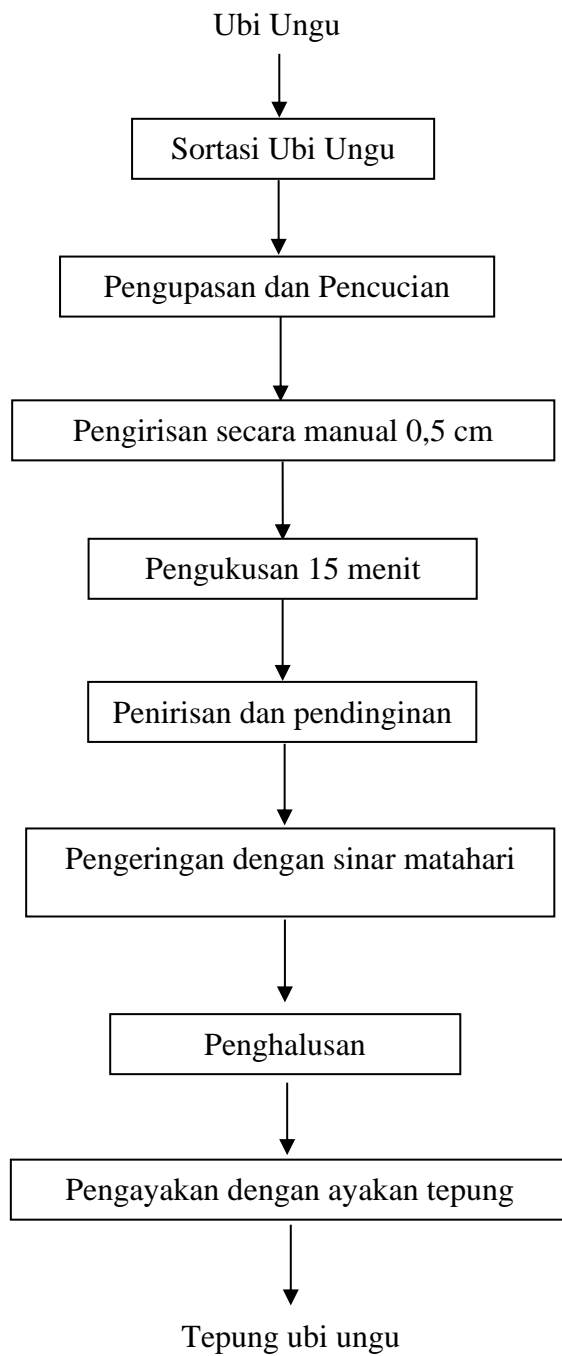 Ubi Ungu
Sortasi Ubi Ungu
Pengupasan dan Pencucian
Pengirisan secara manual 0,5 cm
Pengukusan 15 menit
Penirisan dan pendinginan
Pengeringan dengan sinar matahari
Penghalusan
Pengayakan dengan ayakan tepung
Tepung ubi ungu